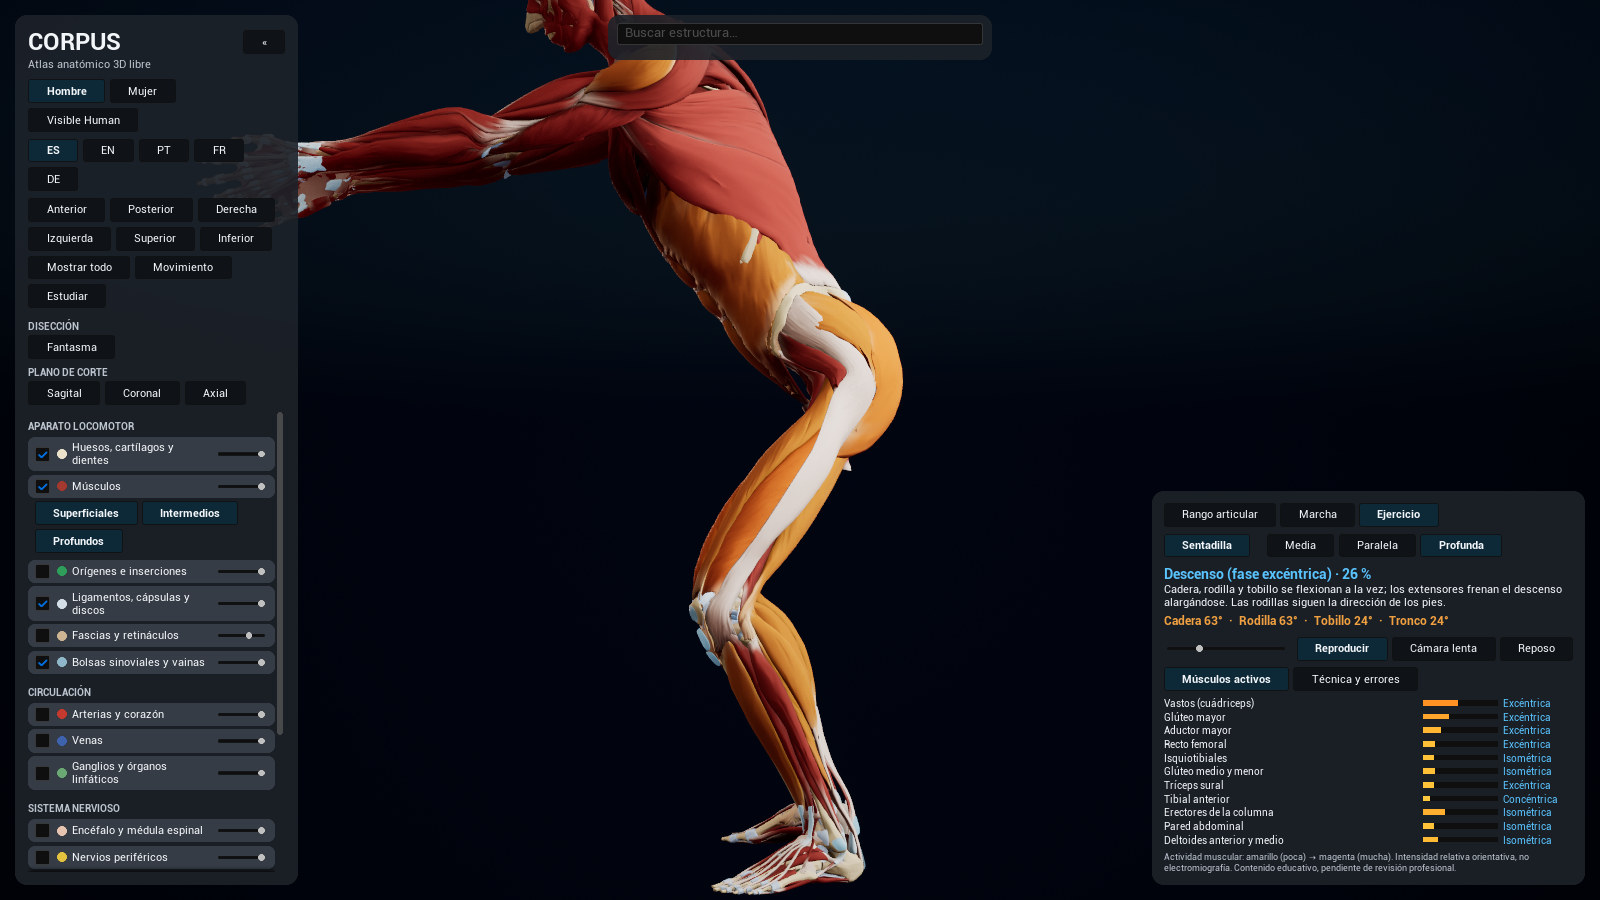 CORPUS
«
Atlas anatómico 3D libre
Hombre Mujer
Visible Human
ES EN PT FR
DE
Anterior Posterior Derecha
Izquierda Superior Inferior
Mostrar todo Movimiento
Estudiar
DISECCIÓN
Fantasma
PLANO DE CORTE
Sagital Coronal Axial
APARATO LOCOMOTOR
Huesos, cartílagos y
dientes
Músculos
Superficiales Intermedios
Profundos
Orígenes e inserciones
Ligamentos, cápsulas y
discos
Fascias y retináculos
Bolsas sinoviales y vainas
CIRCULACIÓN
Arterias y corazón
Venas
Ganglios y órganos
linfáticos
SISTEMA NERVIOSO
Encéfalo y médula espinal
Nervios periféricos
Buscar estructura...
Rango articular Marcha Ejercicio
Sentadilla Media Paralela Profunda
Descenso (fase excéntrica) · 26 %
Cadera, rodilla y tobillo se flexionan a la vez; los extensores frenan el descenso
alargándose. Las rodillas siguen la dirección de los pies.
Cadera 63° · Rodilla 63° · Tobillo 24° · Tronco 24°
Reproducir Cámara lenta Reposo
Músculos activos Técnica y errores
Vastos (cuádriceps) Excéntrica
Glúteo mayor Excéntrica
Aductor mayor Excéntrica
Recto femoral Excéntrica
Isquiotibiales Isométrica
Glúteo medio y menor Isométrica
Tríceps sural Excéntrica
Tibial anterior Concéntrica
Erectores de la columna Isométrica
Pared abdominal Isométrica
Deltoides anterior y medio Isométrica
Actividad muscular: amarillo (poca) → magenta (mucha). Intensidad relativa orientativa, no
electromiografía. Contenido educativo, pendiente de revisión profesional.